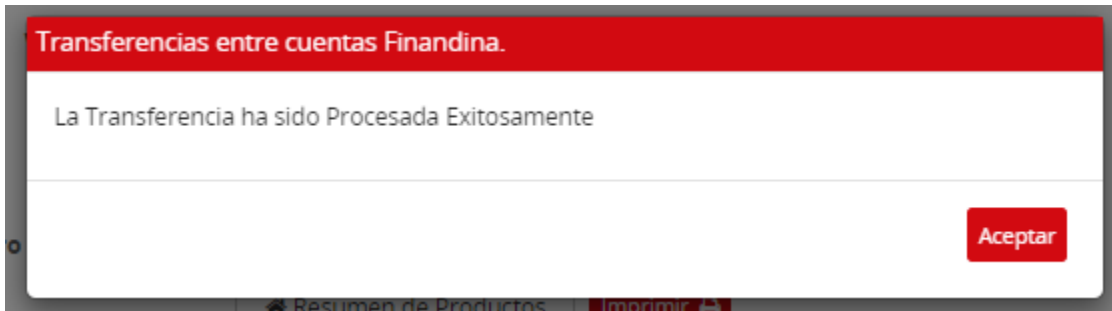 Transferencias entre cuentas Finandina.
La Transferencia ha sido Procesada Exitosamente
Aceptar
Resumen de Productos
Imprimir